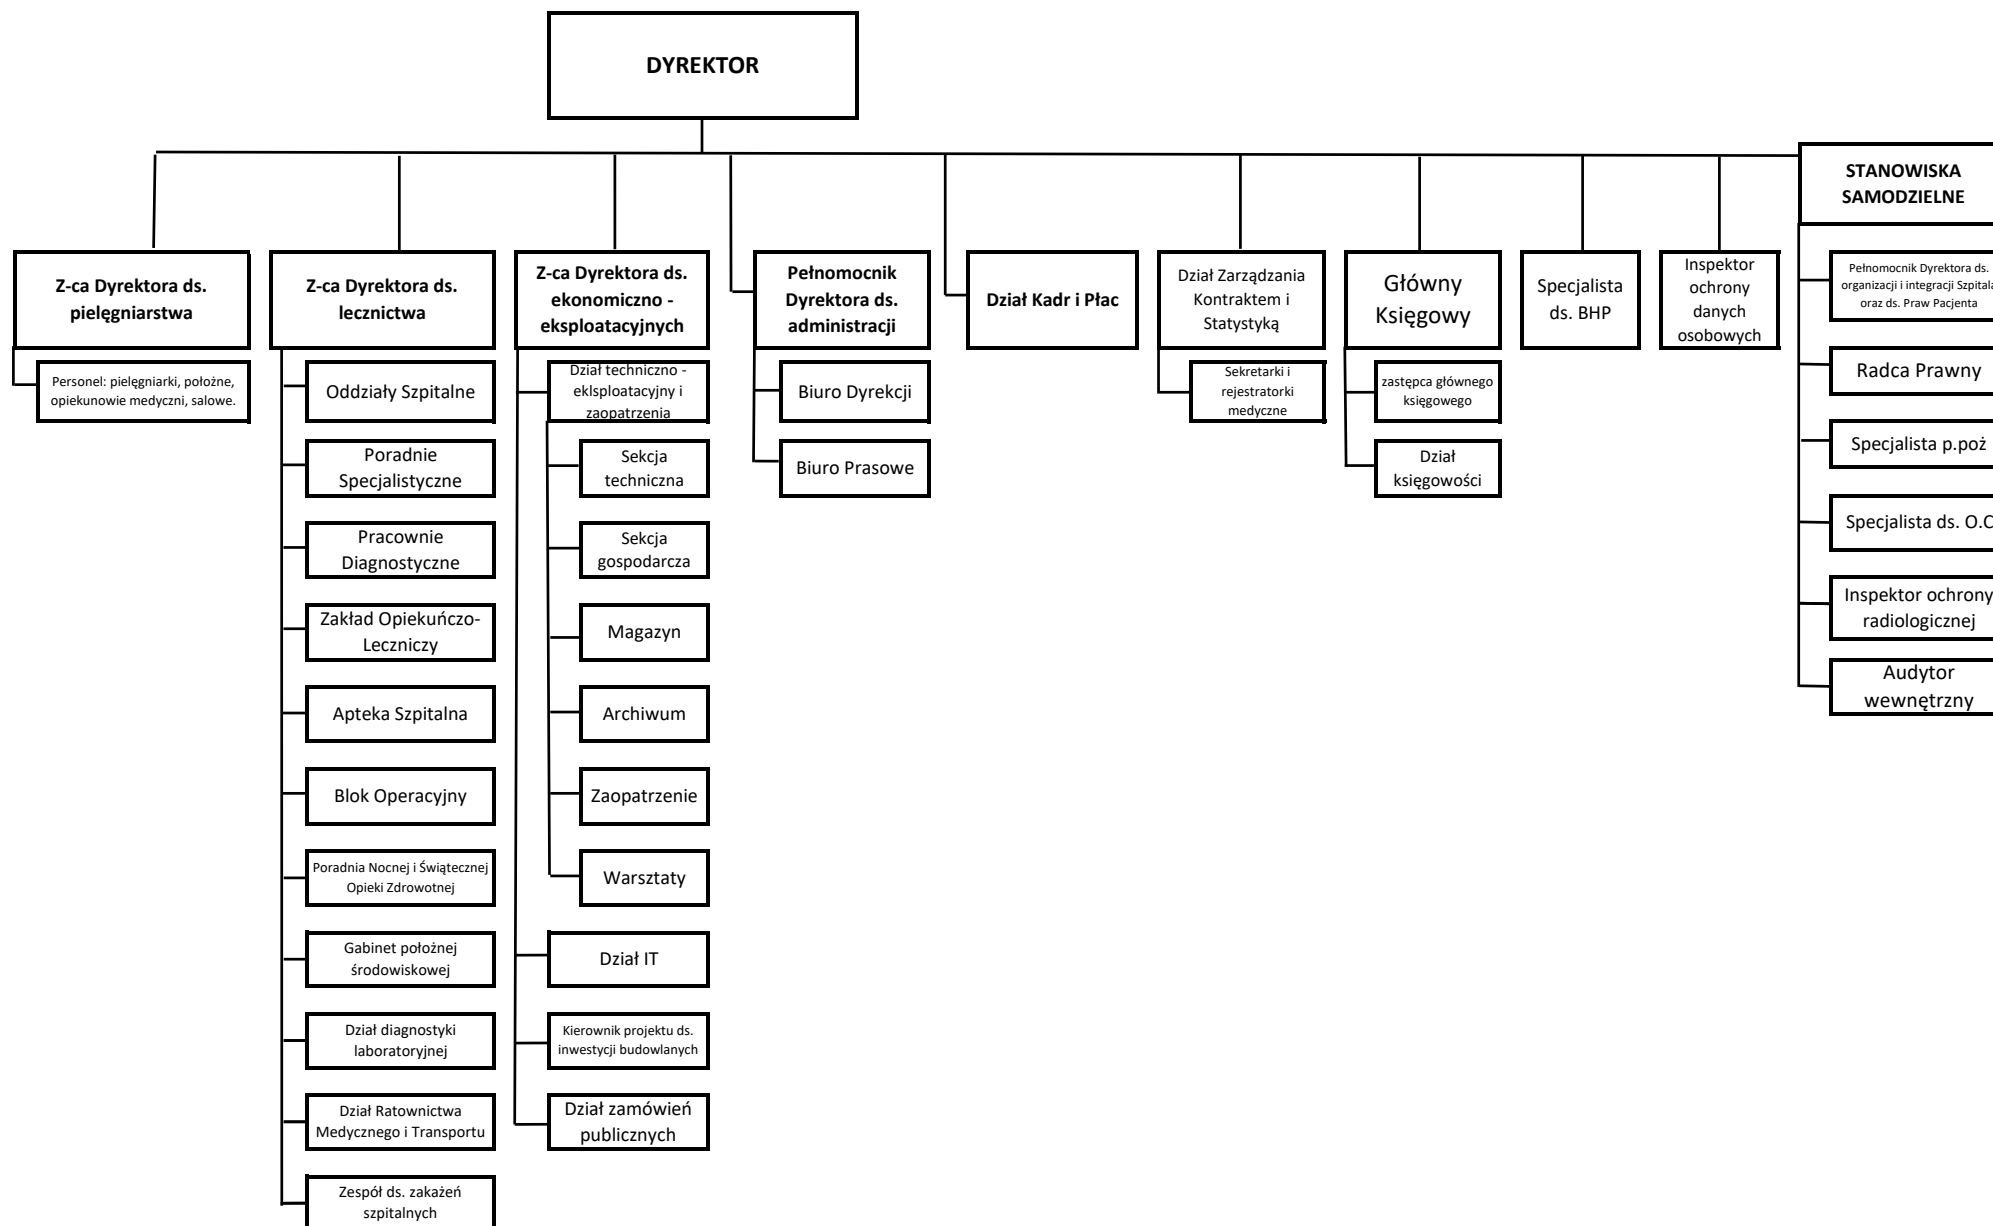 DYREKTOR
STANOWISKA
SAMODZIELNE
Z-ca Dyrektora ds.
pielęgniarstwa
Personel: pielęgniarki, położne,
opiekunowie medyczni, salowe.
Z-ca Dyrektora ds.
lecznictwa
Oddziały Szpitalne
Poradnie
Specjalistyczne
Pracownie
Diagnostyczne
Zakład Opiekuńczo-
Leczniczy
Apteka Szpitalna
Blok Operacyjny
Poradnia Nocnej i Świątecznej
Opieki Zdrowotnej
Gabinet położnej
środowiskowej
Dział diagnostyki
laboratoryjnej
Dział Ratownictwa
Medycznego i Transportu
Zespół ds. zakażeń
szpitalnych
Z-ca Dyrektora ds.
ekonomiczno -
eksploatacyjnych
Dział techniczno -
eklsploatacyjny i
zaopatrzenia
Sekcja
techniczna
Sekcja
gospodarcza
Magazyn
Archiwum
Zaopatrzenie
Warsztaty
Dział IT
Kierownik projektu ds.
inwestycji budowlanych
Dział zamówień
publicznych
Pełnomocnik
Dyrektora ds.
administracji
Biuro Dyrekcji
Biuro Prasowe
Dział Kadr i Płac
Dział Zarządzania
Kontraktem i
Statystyką
Sekretarki i
rejestratorki
medyczne
Główny
Księgowy
zastępca głównego
księgowego
Dział
księgowości
Specjalista
ds. BHP
Inspektor
ochrony
danych
osobowych
Pełnomocnik Dyrektora ds.
organizacji i integracji Szpitala
oraz ds. Praw Pacjenta
Radca Prawny
Specjalista p.poż
Specjalista ds. O.C
Inspektor ochrony
radiologicznej
Audytor
wewnętrzny